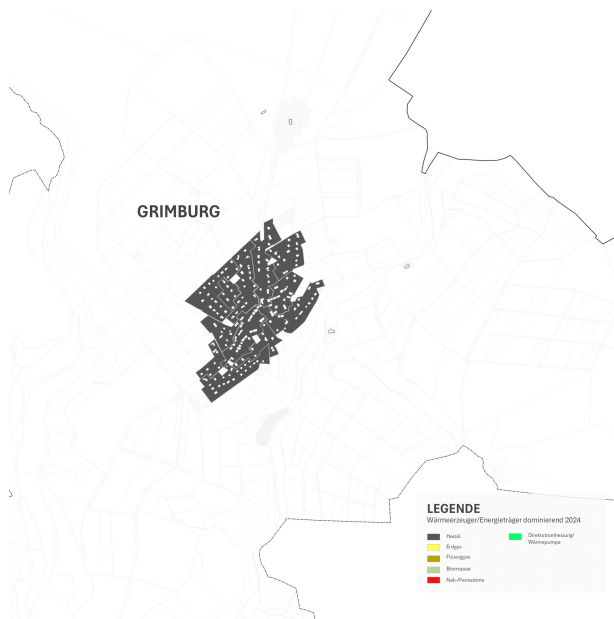 GRIMBURG
LEGENDE
Wärmeerzeuger/Energieträger dominierend 2024
Heizöl
Erdgas
Flüssiggas
Biomasse
Nah-/Fernwärme
Direktstromheizung/
Wärmepumpe